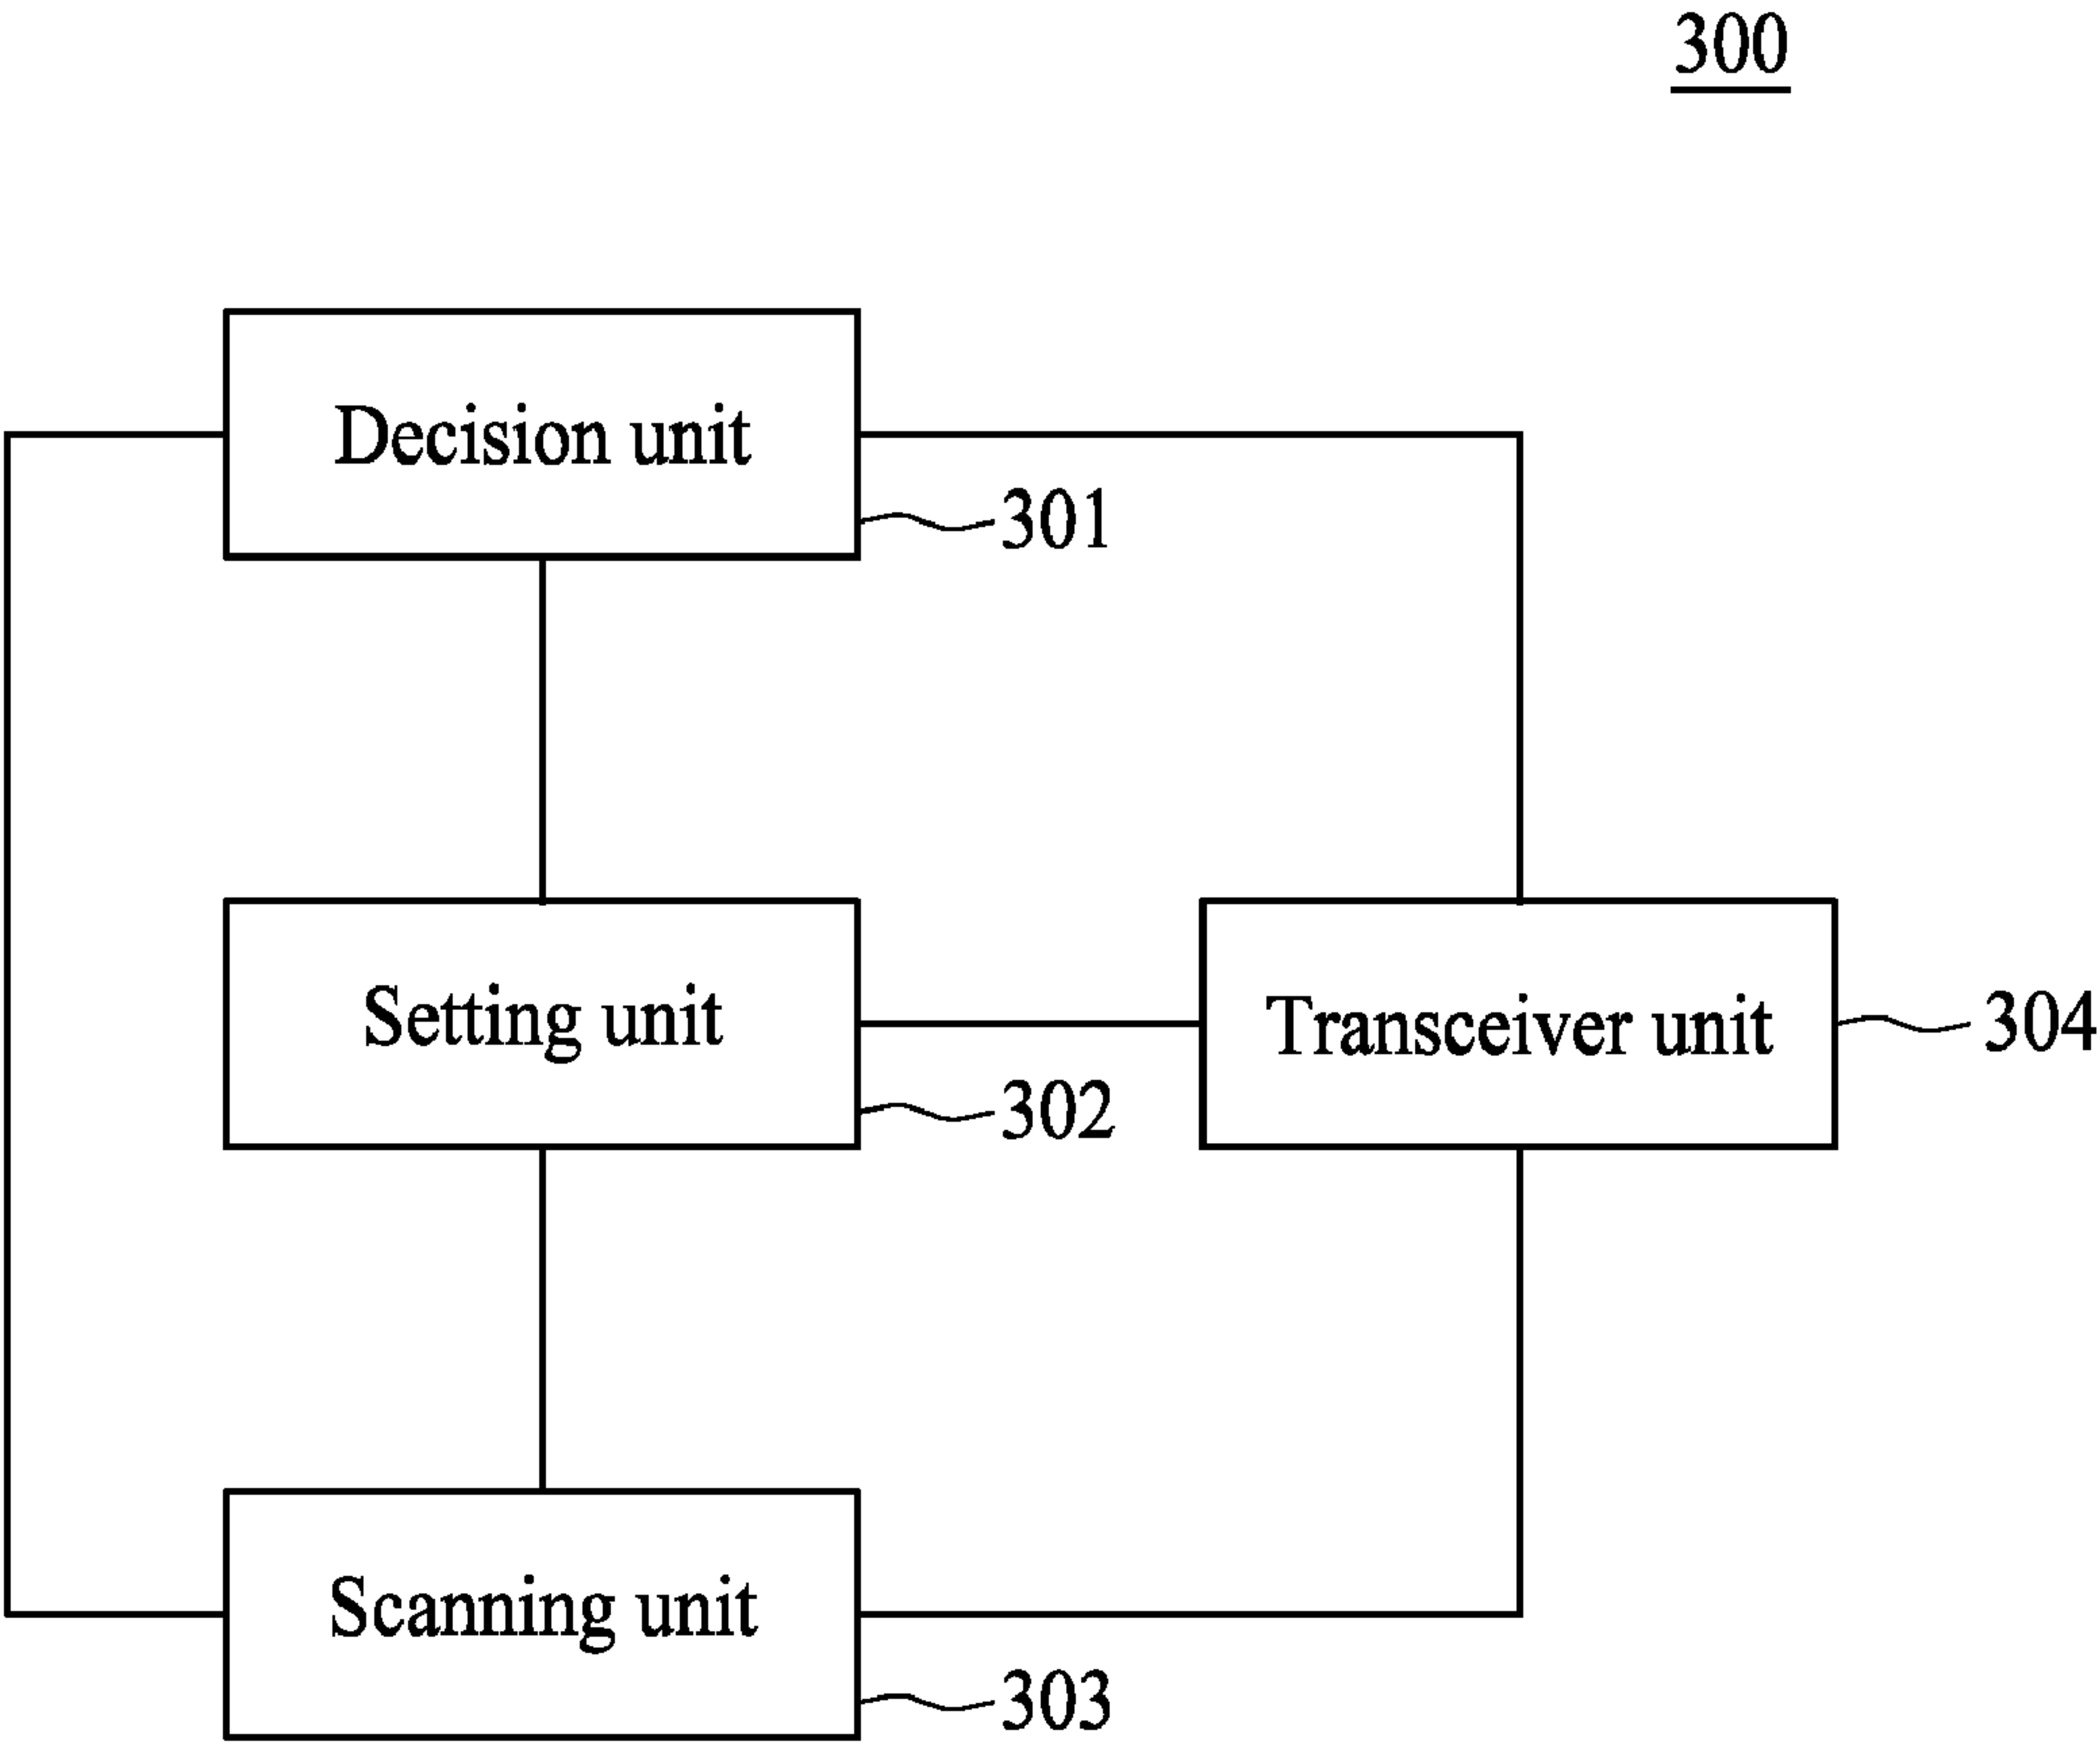 300
Decision unit
301
Setting unit
Transceiver unit
304
302
Scanning unit
303